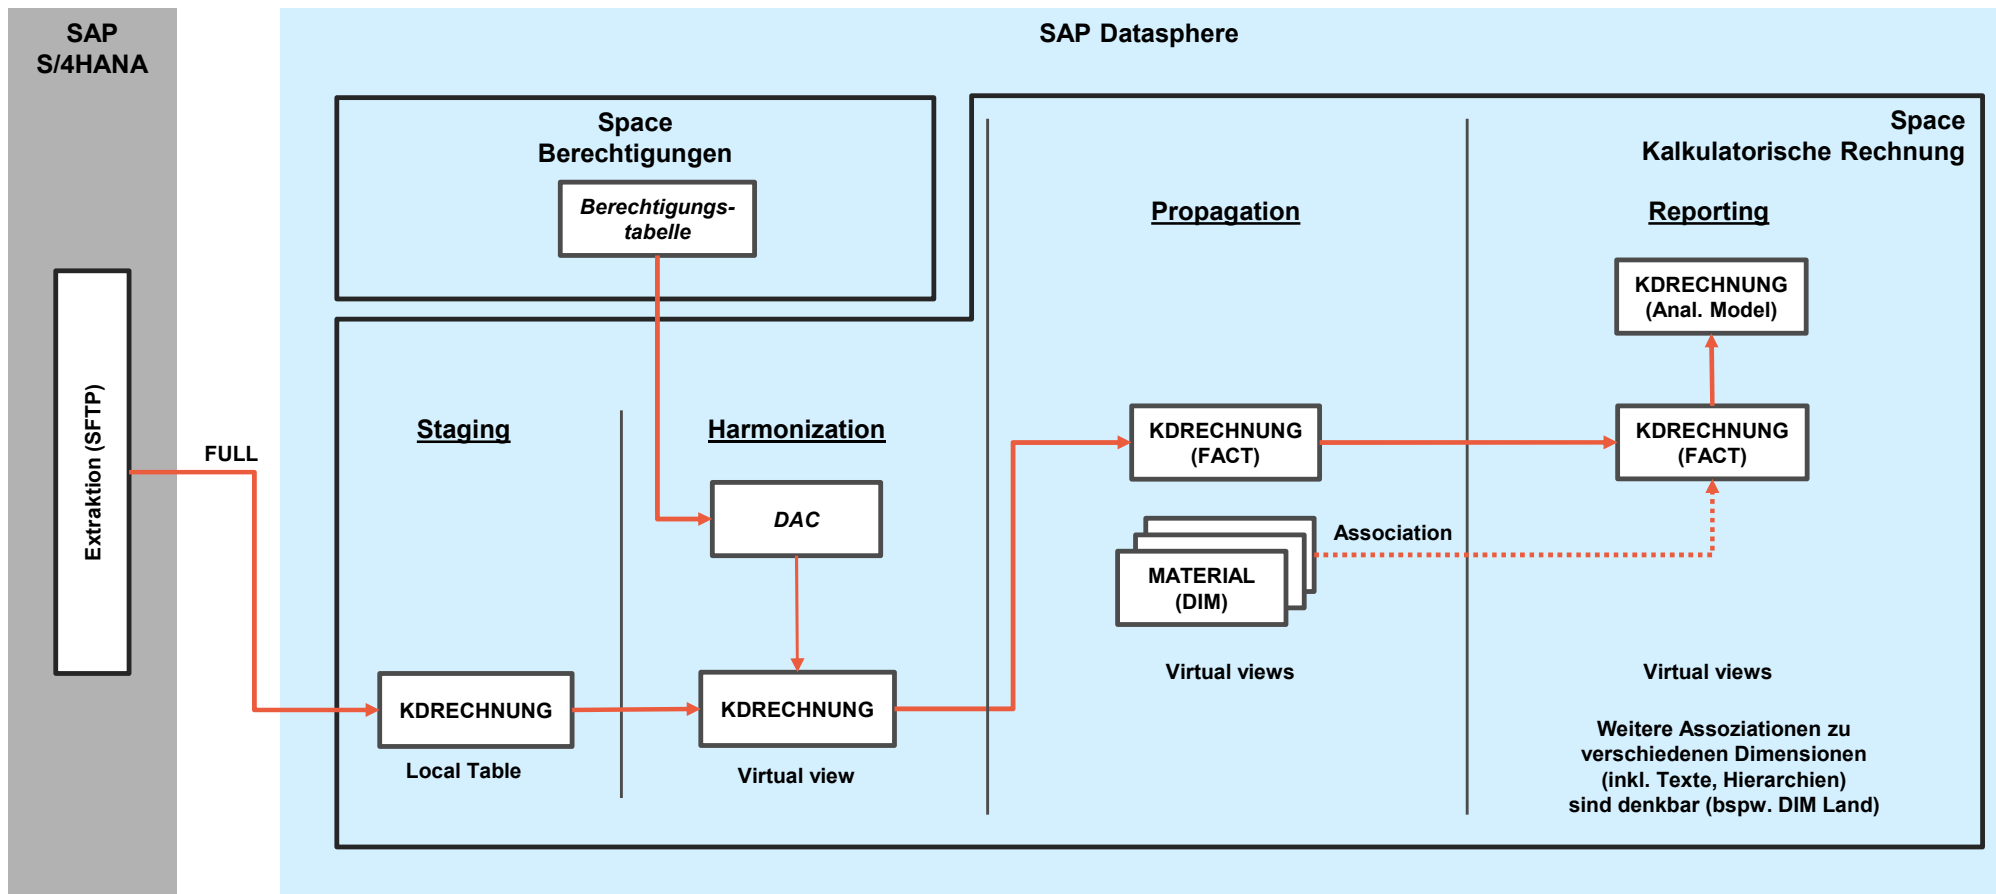 SAP
S/4HANA
Extraktion (SFTP)
FULL
SAP Datasphere
Space
Berechtigungen
Berechtigungs-
tabelle
Space
Kalkulatorische Rechnung
Staging
KDRECHNUNG
Local Table
Harmonization
DAC
KDRECHNUNG
Virtual view
Propagation
KDRECHNUNG
(FACT)
MATERIAL
(DIM)
Association
Virtual views
Reporting
KDRECHNUNG
(Anal. Model)
KDRECHNUNG
(FACT)
Virtual views
Weitere Assoziationen zu
verschiedenen Dimensionen
(inkl. Texte, Hierarchien)
sind denkbar (bspw. DIM Land)